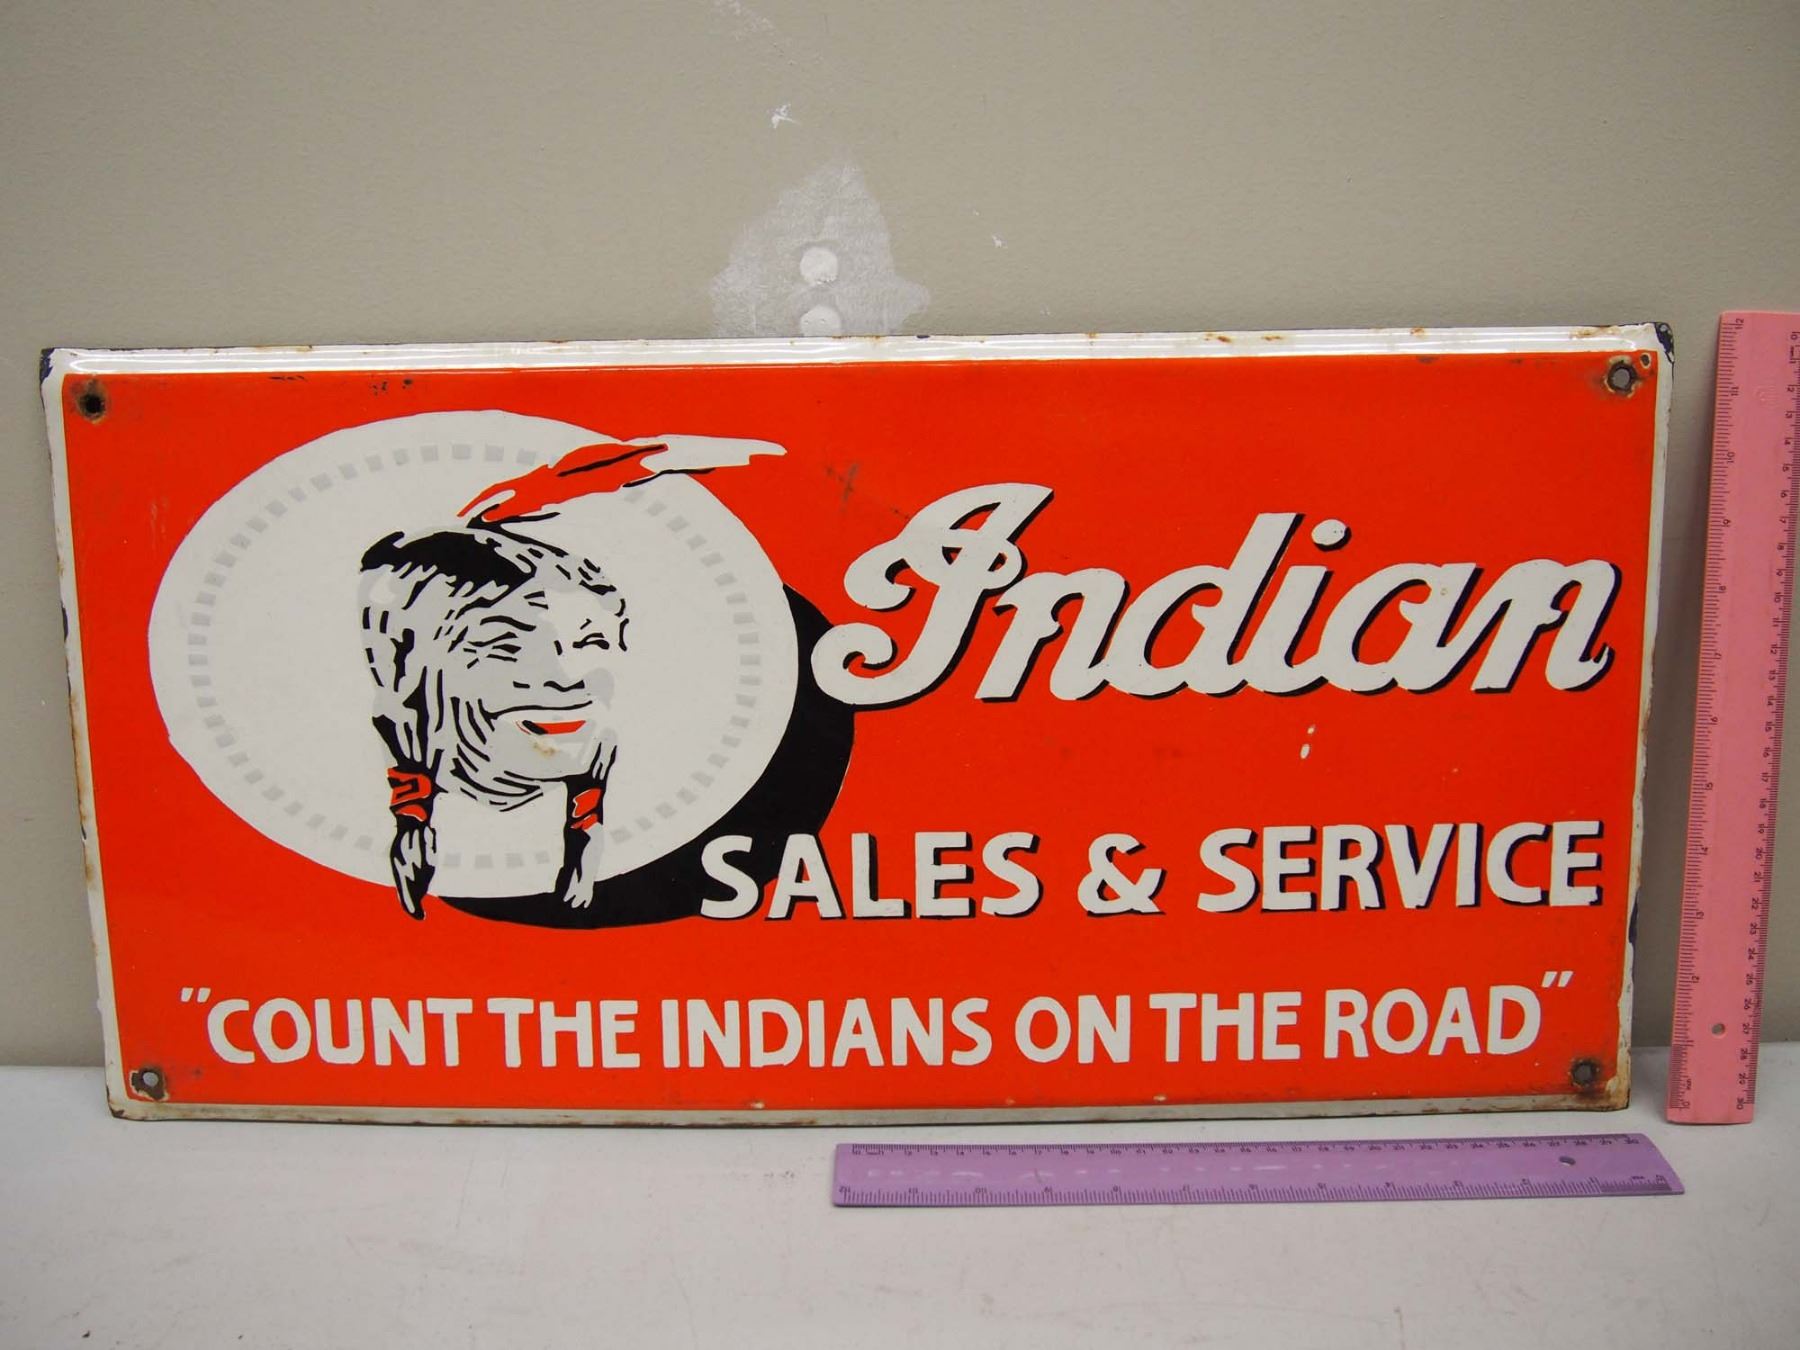 Indian
SALES & SERVICE
"COUNT THE INDIANS ON THE ROAD"